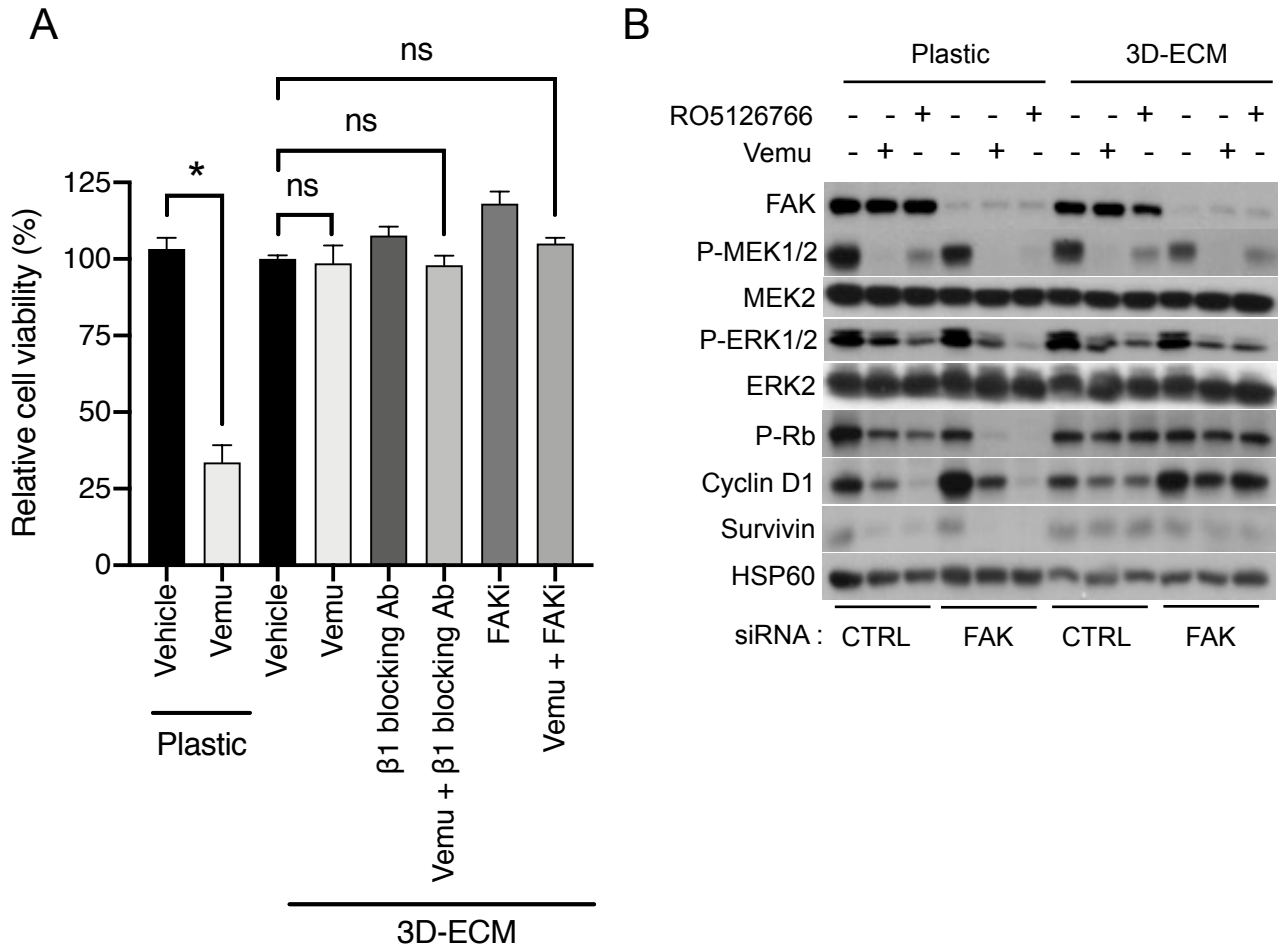 A
ns
ns
*
ns
Relative cell viability (%)
125
100
75
50
25
0
Vehicle
Vemu
Vehicle
Vemu
β1 blocking Ab
Vemu + β1 blocking Ab
FAKi
Vemu + FAKi
Plastic
3D-ECM
B
Plastic 3D-ECM
RO5126766 - - + - - + - - + - - +
Vemu - + - - + - - + - - + -
FAK
P-MEK1/2
MEK2
P-ERK1/2
ERK2
P-Rb
Cyclin D1
Survivin
HSP60
siRNA : CTRL FAK CTRL FAK